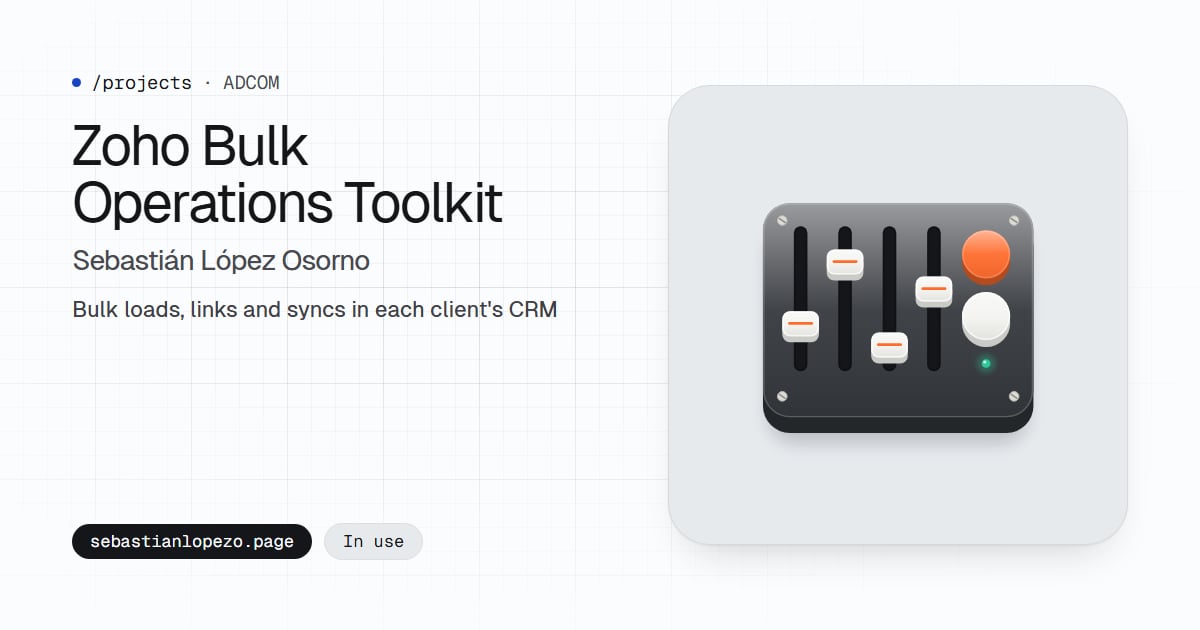 /projects · ADCOM
Zoho Bulk
Operations Toolkit
Sebastián López Osorno
Bulk loads, links and syncs in each client's CRM
sebastianlopezo.page
In use